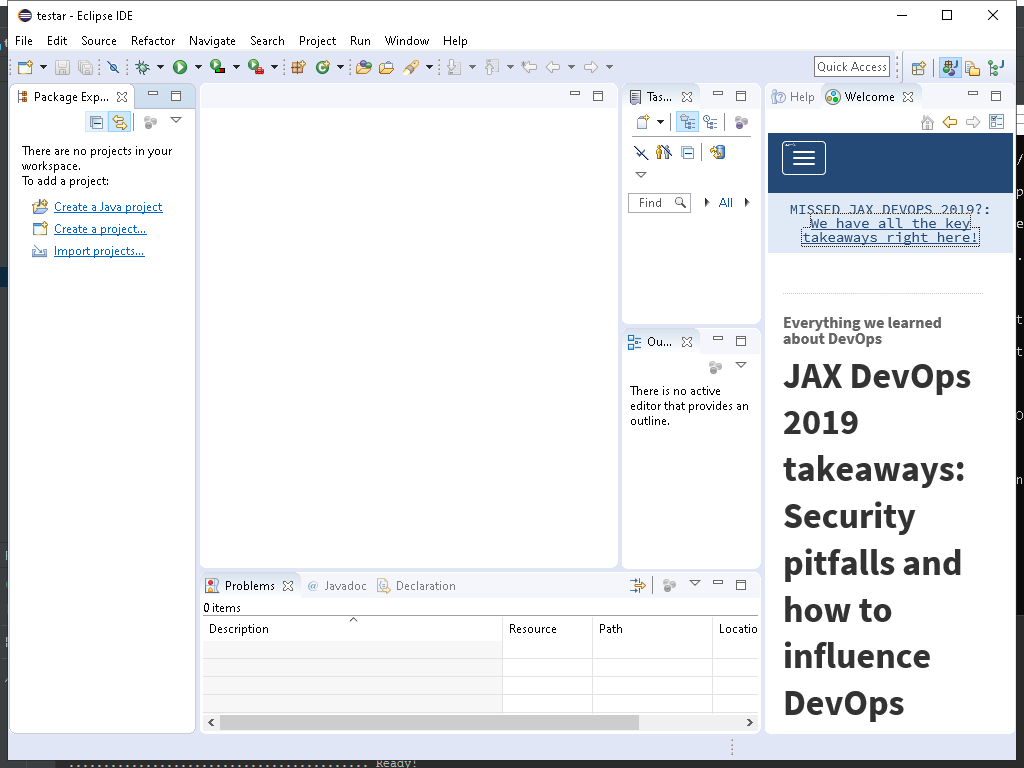 testar - Eclipse IDE
File Edit Source Refactor Navigate Search Project Run Window Help
Quick Access
Package Exp...
There are no projects in your
workspace.
To add a project:
Create a Java project
Create a project...
Import projects...
Tas...
Find
All
Ou...
There is no active
editor that provides an
outline.
Help Welcome
MISSED JAX DEVOPS 2019?:
We have all the key
takeaways right here!
Everything we learned
about DevOps
JAX DevOps
2019
takeaways:
Security
pitfalls and
how to
influence
DevOps
Problems @ Javadoc Declaration
0 items
Description Resource Path Locatio
Ready!